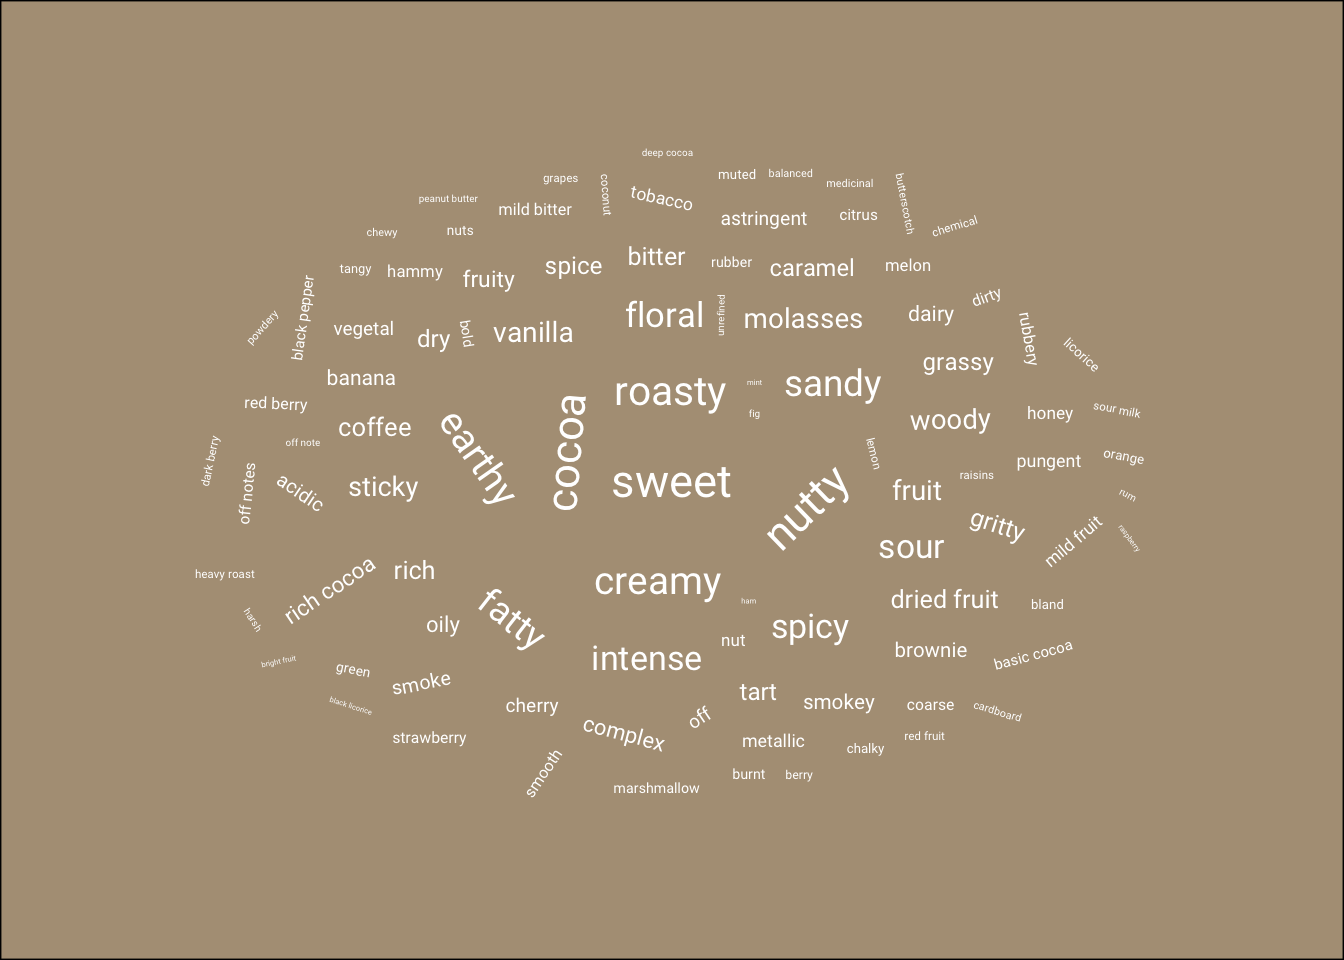 deep cocoa
grapes
coconut
tobacco
muted
balanced
medicinal
butterscotch
peanut butter
mild bitter
astringent
citrus
chemical
chewy
nuts
tangy
hammy
fruity
spice
bitter
rubber
caramel
melon
powdery
black pepper
vegetal
dry
bold
vanilla
floral
unrefined
molasses
dairy
dirty
rubbery
licorice
banana
roasty
mint
sandy
grassy
red berry
coffee
earthy
cocoa
fig
woody
honey
sour milk
dark berry
off note
off notes
acidic
sticky
sweet
nutty
lemon
fruit
raisins
pungent
orange
rum
gritty
mild fruit
raspberry
sour
heavy roast
rich cocoa
rich
creamy
harsh
fatty
ham
dried fruit
bland
oily
nut
spicy
bright fruit
green
smoke
intense
brownie
basic cocoa
black licorice
cherry
tart
smokey
coarse
cardboard
strawberry
complex
off
metallic
chalky
red fruit
smooth
marshmallow
burnt
berry